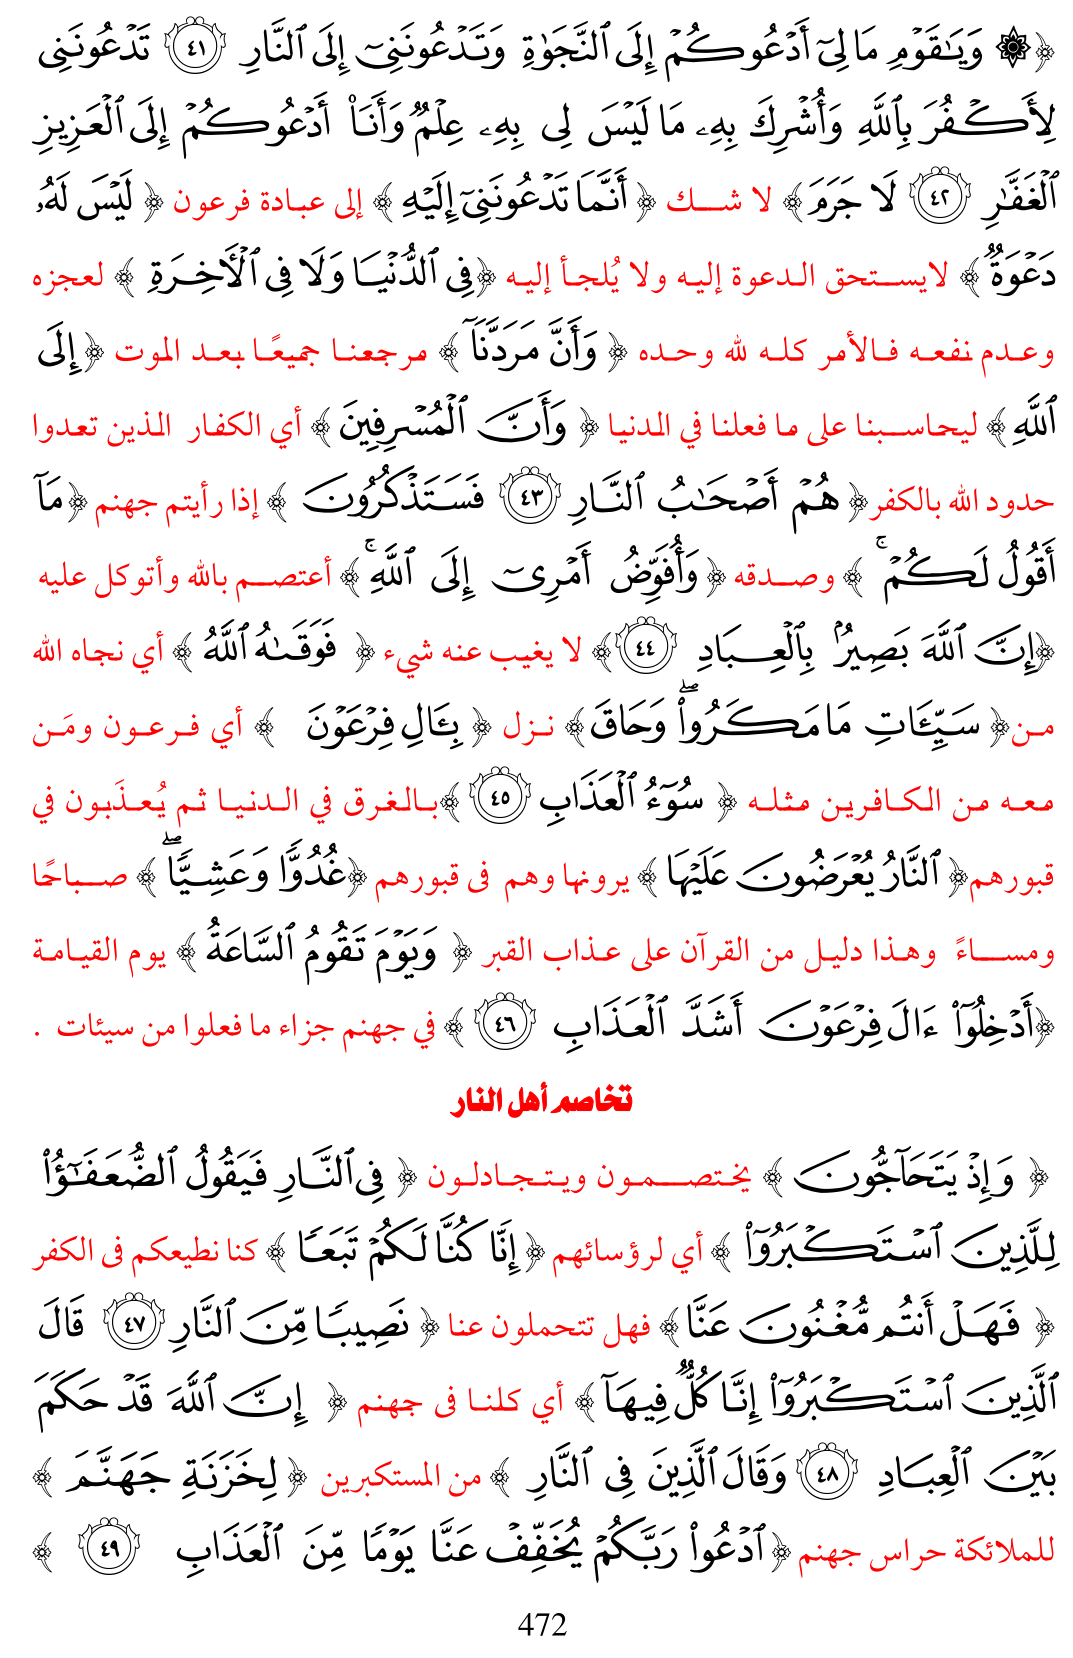 ﴿ ۞ وَيَٰقَوْمِ مَا لِىٓ أَدْعُوكُمْ إِلَى ٱلنَّجَوٰةِ وَتَدْعُونَنِىٓ إِلَى ٱلنَّارِ ٤١ تَدْعُونَنِى
لِأَكْفُرَ بِٱللَّهِ وَأُشْرِكَ بِهِۦ مَا لَيْسَ لِى بِهِۦ عِلْمٌ وَأَنَا۠ أَدْعُوكُمْ إِلَى ٱلْعَزِيزِ
ٱلْغَفَّٰرِ ٤٢ لَا جَرَمَ﴾ لا شك ﴿ أَنَّمَا تَدْعُونَنِىٓ إِلَيْهِ ﴾ إلى عبادة فرعون ﴿ لَيْسَ لَهُۥ
دَعْوَةٌ ﴾ لايستحق الدعوة إليه ولا يُلجأ إليه ﴿فِى ٱلدُّنْيَا وَلَا فِى ٱلْءَاخِرَةِ ﴾ لعجزه
وعدم نفعه فالأمر كله لله وحده ﴿ وَأَنَّ مَرَدَّنَآ ﴾ مرجعنا جميعًا بعد الموت ﴿إِلَى
ٱللَّهِ ﴾ ليحاسبنا على ما فعلنا في الدنيا ﴿ وَأَنَّ ٱلْمُسْرِفِينَ ﴾ أي الكفار الذين تعدوا
حدود الله بالكفر﴿ هُمْ أَصْحَٰبُ ٱلنَّارِ ٤٣ فَسَتَذْكُرُونَ ﴾ إذا رأيتم جهنم ﴿مَآ
أَقُولُ لَكُمْ ۚ ﴾ وصدقه ﴿ وَأُفَوِّضُ أَمْرِىٓ إِلَى ٱللَّهِ ۚ ﴾ أعتصم بالله وأتوكل عليه
﴿إِنَّ ٱللَّهَ بَصِيرٌۢ بِٱلْعِبَادِ ٤٤ ﴾ لا يغيب عنه شيء ﴿ فَوَقَىٰهُ ٱللَّهُ ﴾ أي نجاه الله
من﴿ سَيِّـَٔاتِ مَا مَكَرُوا۟ ۖ وَحَاقَ ﴾ نزل ﴿ بِـَٔالِ فِرْعَوْنَ ﴾ أي فرعون ومَن
معه من الكافرين مثله ﴿ سُوٓءُ ٱلْعَذَابِ ٤٥ ﴾بالغرق في الدنيا ثم يُعذَبون في
قبورهم﴿ ٱلنَّارُ يُعْرَضُونَ عَلَيْهَا ﴾ يرونها وهم فى قبورهم ﴿غُدُوًّا وَعَشِيًّا ۖ ﴾ صباحًا
ومساءً وهذا دليل من القرآن على عذاب القبر ﴿ وَيَوْمَ تَقُومُ ٱلسَّاعَةُ ﴾ يوم القيامة
﴿أَدْخِلُوٓا۟ ءَالَ فِرْعَوْنَ أَشَدَّ ٱلْعَذَابِ ٤٦ ﴾ في جهنم جزاء ما فعلوا من سيئات .
تخاصم أهل النار
﴿ وَإِذْ يَتَحَآجُّونَ ﴾ يختصمون ويتجادلون ﴿ فِى ٱلنَّارِ فَيَقُولُ ٱلضُّعَفَٰٓؤُا۟
لِلَّذِينَ ٱسْتَكْبَرُوٓا۟ ﴾ أي لرؤسائهم ﴿ إِنَّا كُنَّا لَكُمْ تَبَعًا ﴾ كنا نطيعكم فى الكفر
﴿ فَهَلْ أَنتُم مُّغْنُونَ عَنَّا ﴾ فهل تتحملون عنا ﴿ نَصِيبًا مِّنَ ٱلنَّارِ ٤٧ قَالَ
ٱلَّذِينَ ٱسْتَكْبَرُوٓا۟ إِنَّا كُلٌّ فِيهَآ ﴾ أي كلنا فى جهنم ﴿ إِنَّ ٱللَّهَ قَدْ حَكَمَ
بَيْنَ ٱلْعِبَادِ ٤٨ وَقَالَ ٱلَّذِينَ فِى ٱلنَّارِ ﴾ من المستكبرين ﴿ لِخَزَنَةِ جَهَنَّمَ ﴾
للملائكة حراس جهنم ﴿ ٱدْعُوا۟ رَبَّكُمْ يُخَفِّفْ عَنَّا يَوْمًا مِّنَ ٱلْعَذَابِ ٤٩ ﴾
472